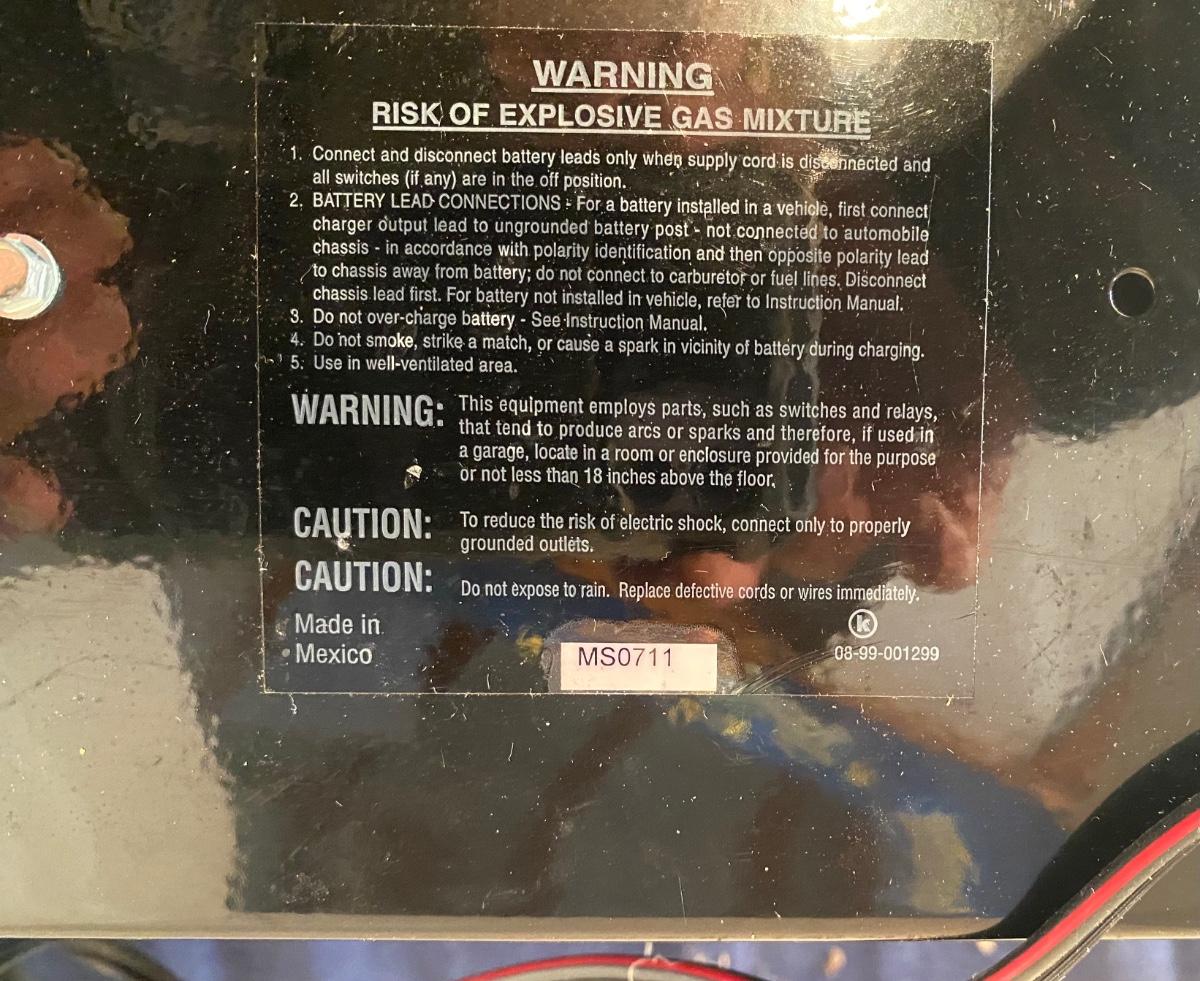 WARNING
RISK OF EXPLOSIVE GAS MIXTURE
1. Connect and disconnect battery leads only when supply cord is disconnected and
all switches (if any) are in the off position.
2. BATTERY LEAD CONNECTIONS - For a battery installed in a vehicle, first connect
charger output lead to ungrounded battery post - not connected to automobile
chassis - in accordance with polarity identification and then opposite polarity lead
to chassis away from battery; do not connect to carburetor or fuel lines. Disconnect
chassis lead first. For battery not installed in vehicle, refer to Instruction Manual.
3. Do not over-charge battery - See Instruction Manual.
4. Do not smoke, strike a match, or cause a spark in vicinity of battery during charging.
5. Use in well-ventilated area.
WARNING: This equipment employs parts, such as switches and relays,
that tend to produce arcs or sparks and therefore, if used in
a garage, locate in a room or enclosure provided for the purpose
or not less than 18 inches above the floor.
CAUTION: To reduce the risk of electric shock, connect only to properly
grounded outlets.
CAUTION: Do not expose to rain. Replace defective cords or wires immediately.
Made in
Mexico
MS0711
k
08-99-001299